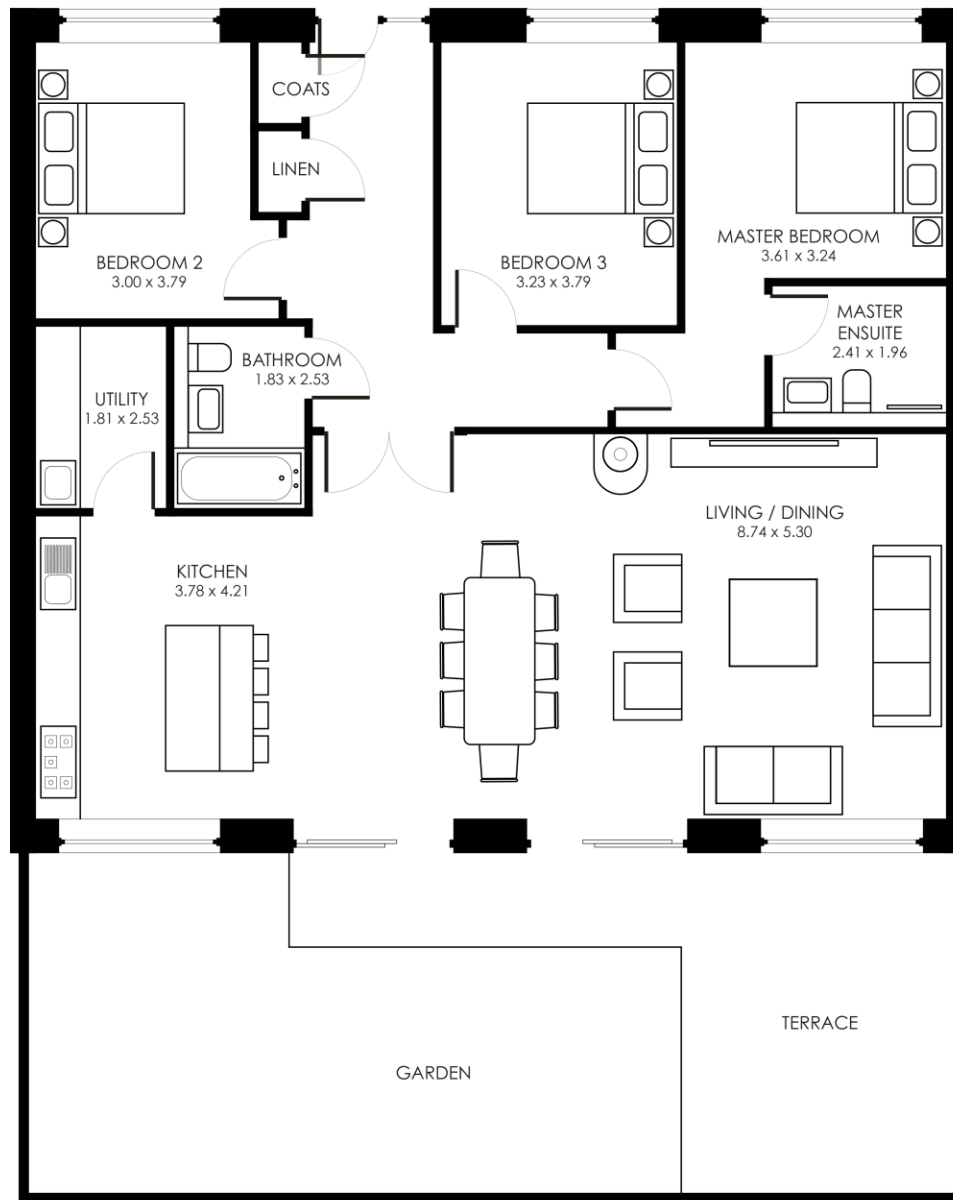 COATS
LINEN
BEDROOM 2
3.00 x 3.79
BEDROOM 3
3.23 x 3.79
MASTER BEDROOM
3.61 x 3.24
MASTER
ENSUITE
2.41 x 1.96
BATHROOM
1.83 x 2.53
UTILITY
1.81 x 2.53
LIVING / DINING
8.74 x 5.30
KITCHEN
3.78 x 4.21
TERRACE
GARDEN